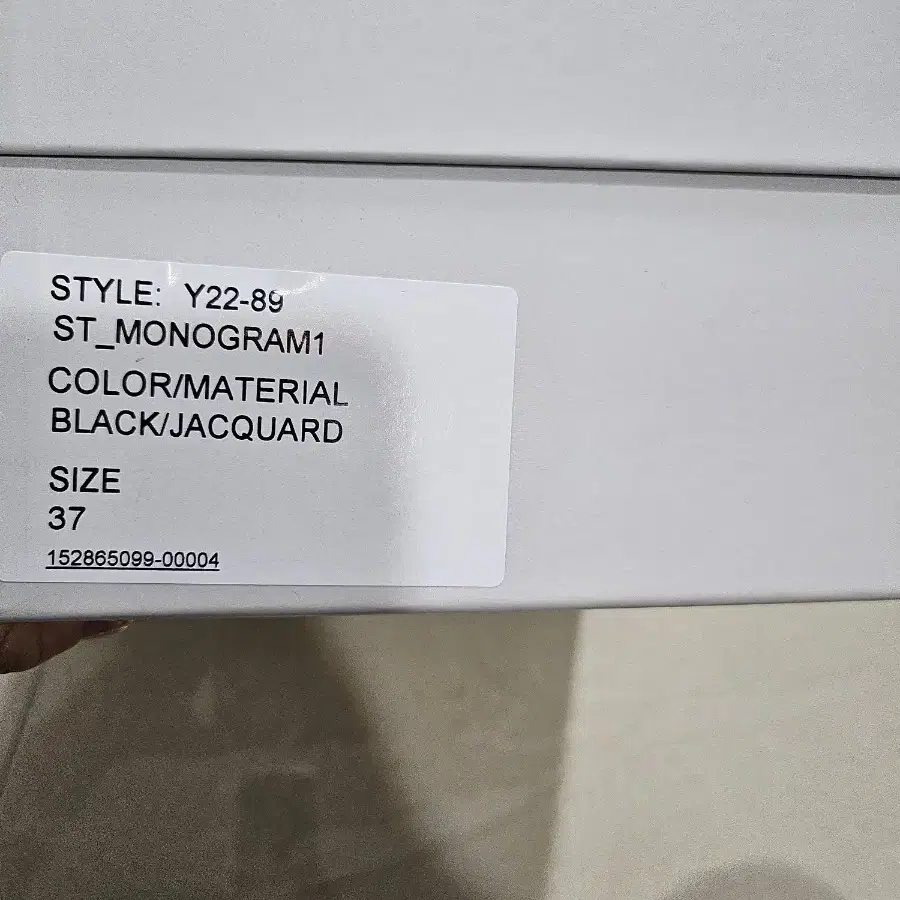 STYLE: Y22-89
ST_MONOGRAM1
COLOR/MATERIAL
BLACK/JACQUARD
SIZE
37
152865099-00004